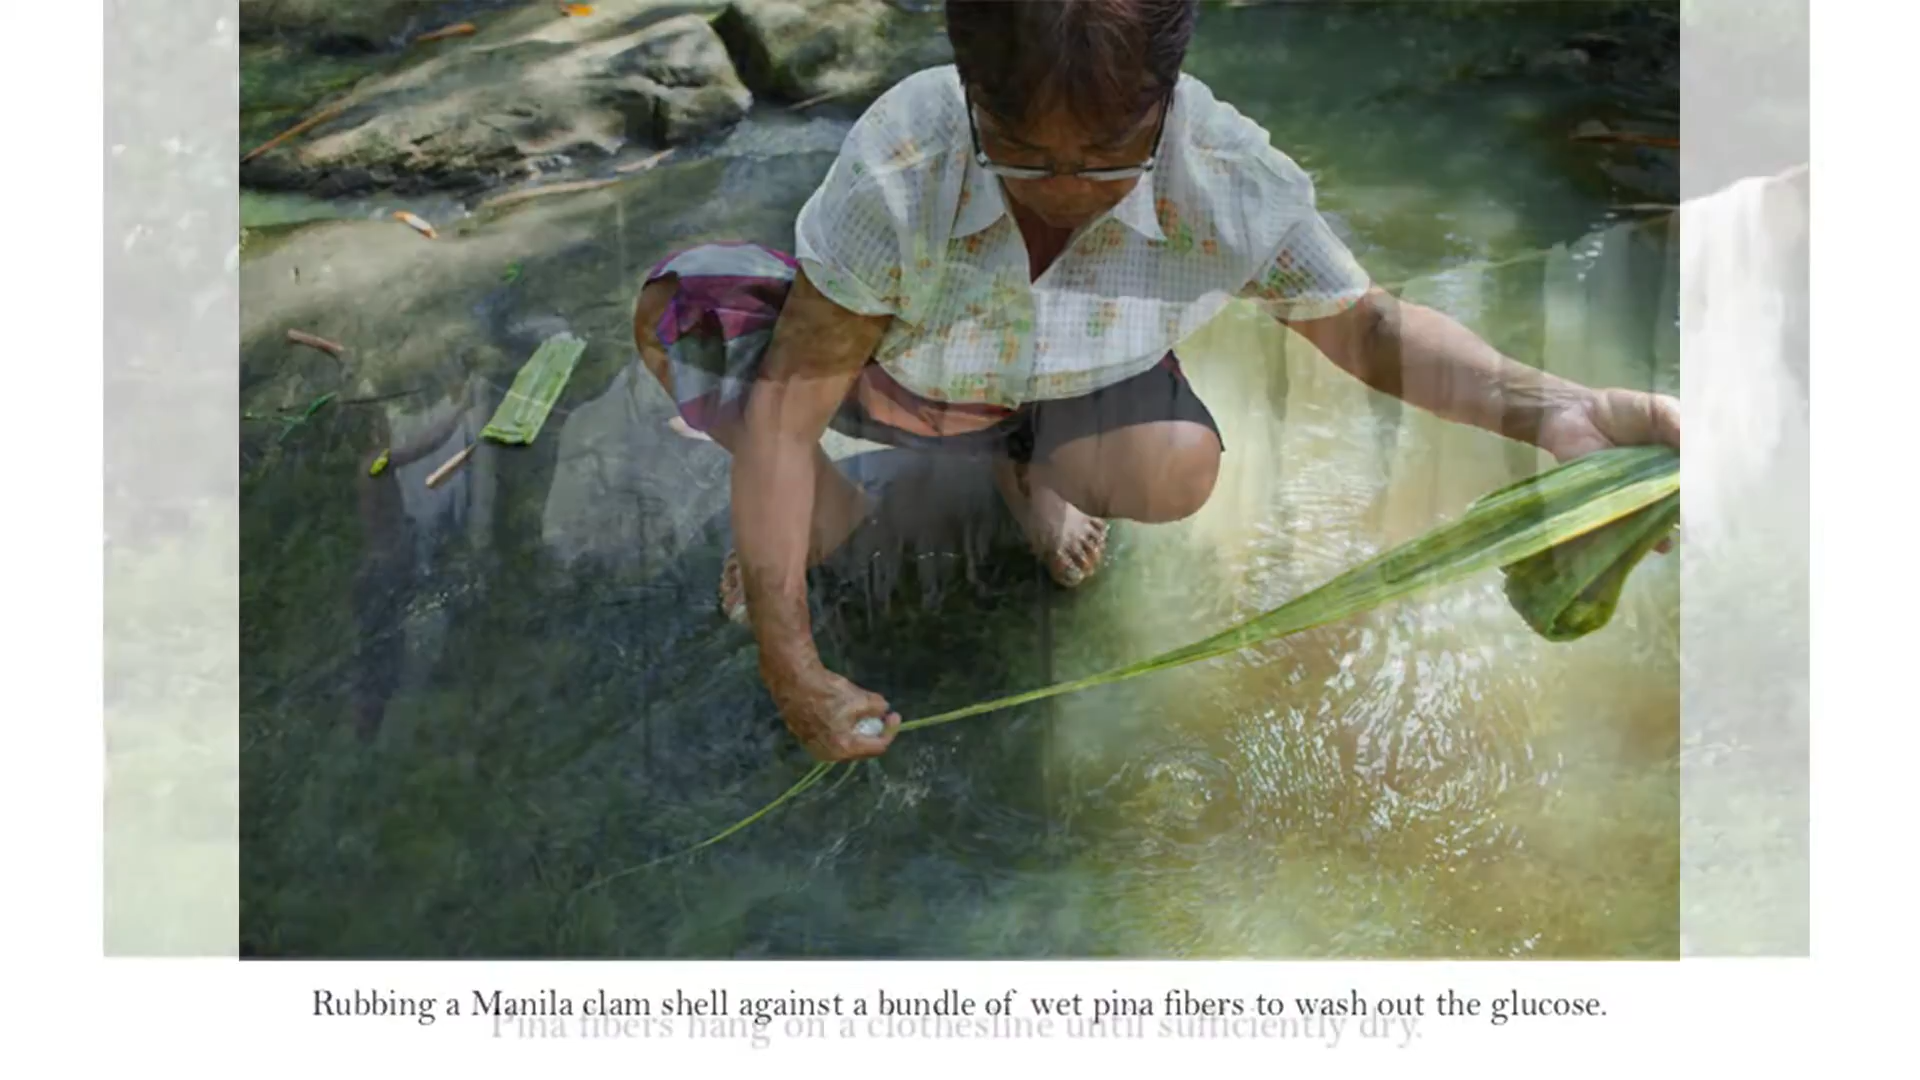 Rubbing a Manila clam shell against a bundle of wet pina fibers to wash out the glucose.
Pina fibers hang on a clothesline until sufficiently dry.